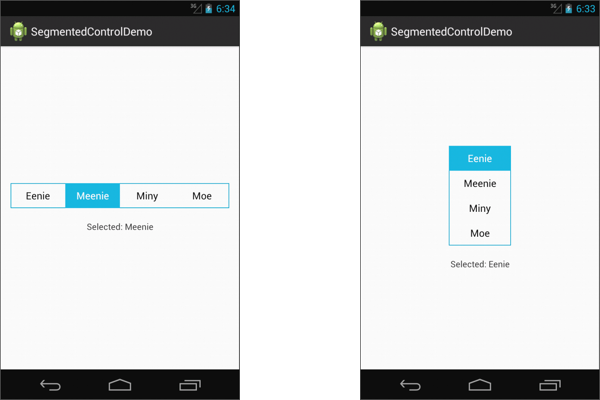 3G 6:34
SegmentedControlDemo
Eenie Meenie Miny Moe
Selected: Meenie
3G 6:33
SegmentedControlDemo
Eenie
Meenie
Miny
Moe
Selected: Eenie